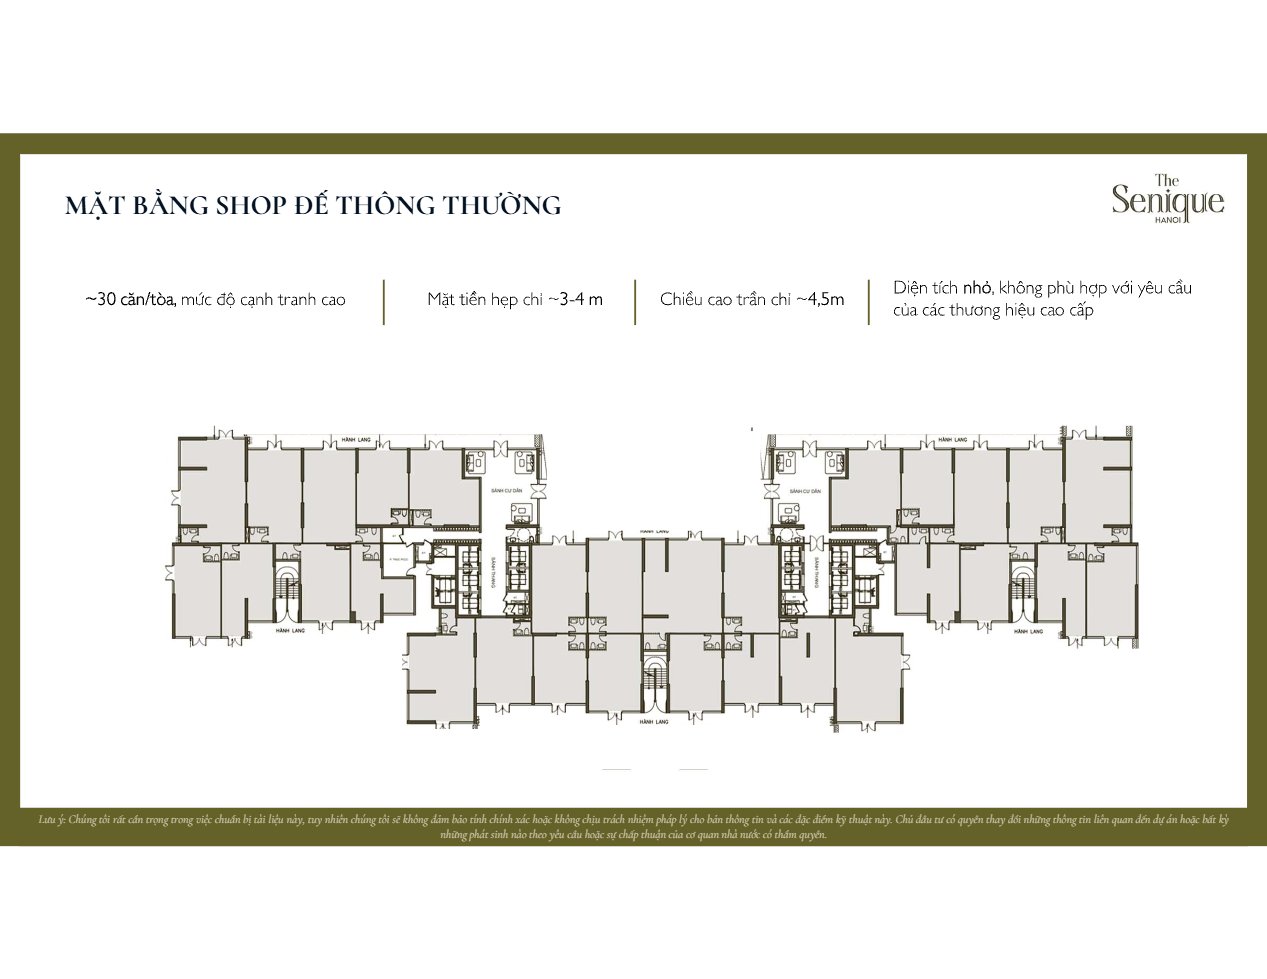 The
Senique
HANOI
MẶT BẰNG SHOP ĐẾ THÔNG THƯỜNG
~30 căn/tòa, mức độ cạnh tranh cao
Mặt tiền hẹp chỉ ~3-4 m
Chiều cao trần chỉ ~4,5m
Diện tích nhỏ, không phù hợp với yêu cầu
của các thương hiệu cao cấp
HÀNH LANG
HÀNH LANG
SẢNH CƯ DÂN
SẢNH CƯ DÂN
HÀNH LANG
SẢNH THANG
SẢNH THANG
HÀNH LANG
HÀNH LANG
HÀNH LANG
Lưu ý: Chúng tôi rất cẩn trọng trong việc chuẩn bị tài liệu này, tuy nhiên chúng tôi sẽ không đảm bảo tính chính xác hoặc không chịu trách nhiệm pháp lý cho bản thông tin và các đặc điểm kỹ thuật này. Chủ đầu tư có quyền thay đổi những thông tin liên quan đến dự án hoặc bất kỳ
những phát sinh nào theo yêu cầu hoặc sự chấp thuận của cơ quan nhà nước có thẩm quyền.